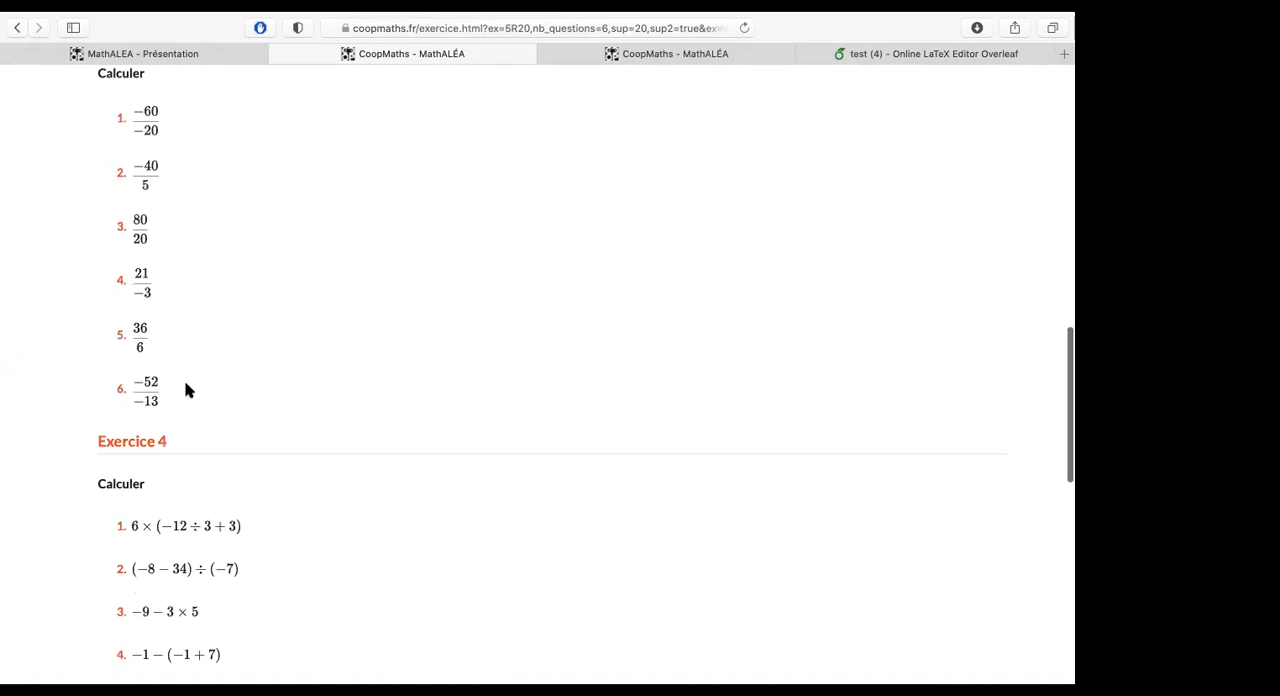 coopmaths.fr/exercice.html?ex=5R20,nb_questions=6,sup=20,sup2=true&ex
MathALEA - Présentation
CoopMaths - MathALÉA
CoopMaths - MathALÉA
test (4) - Online LaTeX Editor Overleaf
Calculer
1. −60/−20
2. −40/5
3. 80/20
4. 21/−3
5. 36/6
6. −52/−13
Exercice 4
Calculer
1. 6 × (−12 ÷ 3 + 3)
2. (−8 − 34) ÷ (−7)
3. −9 − 3 × 5
4. −1 − (−1 + 7)